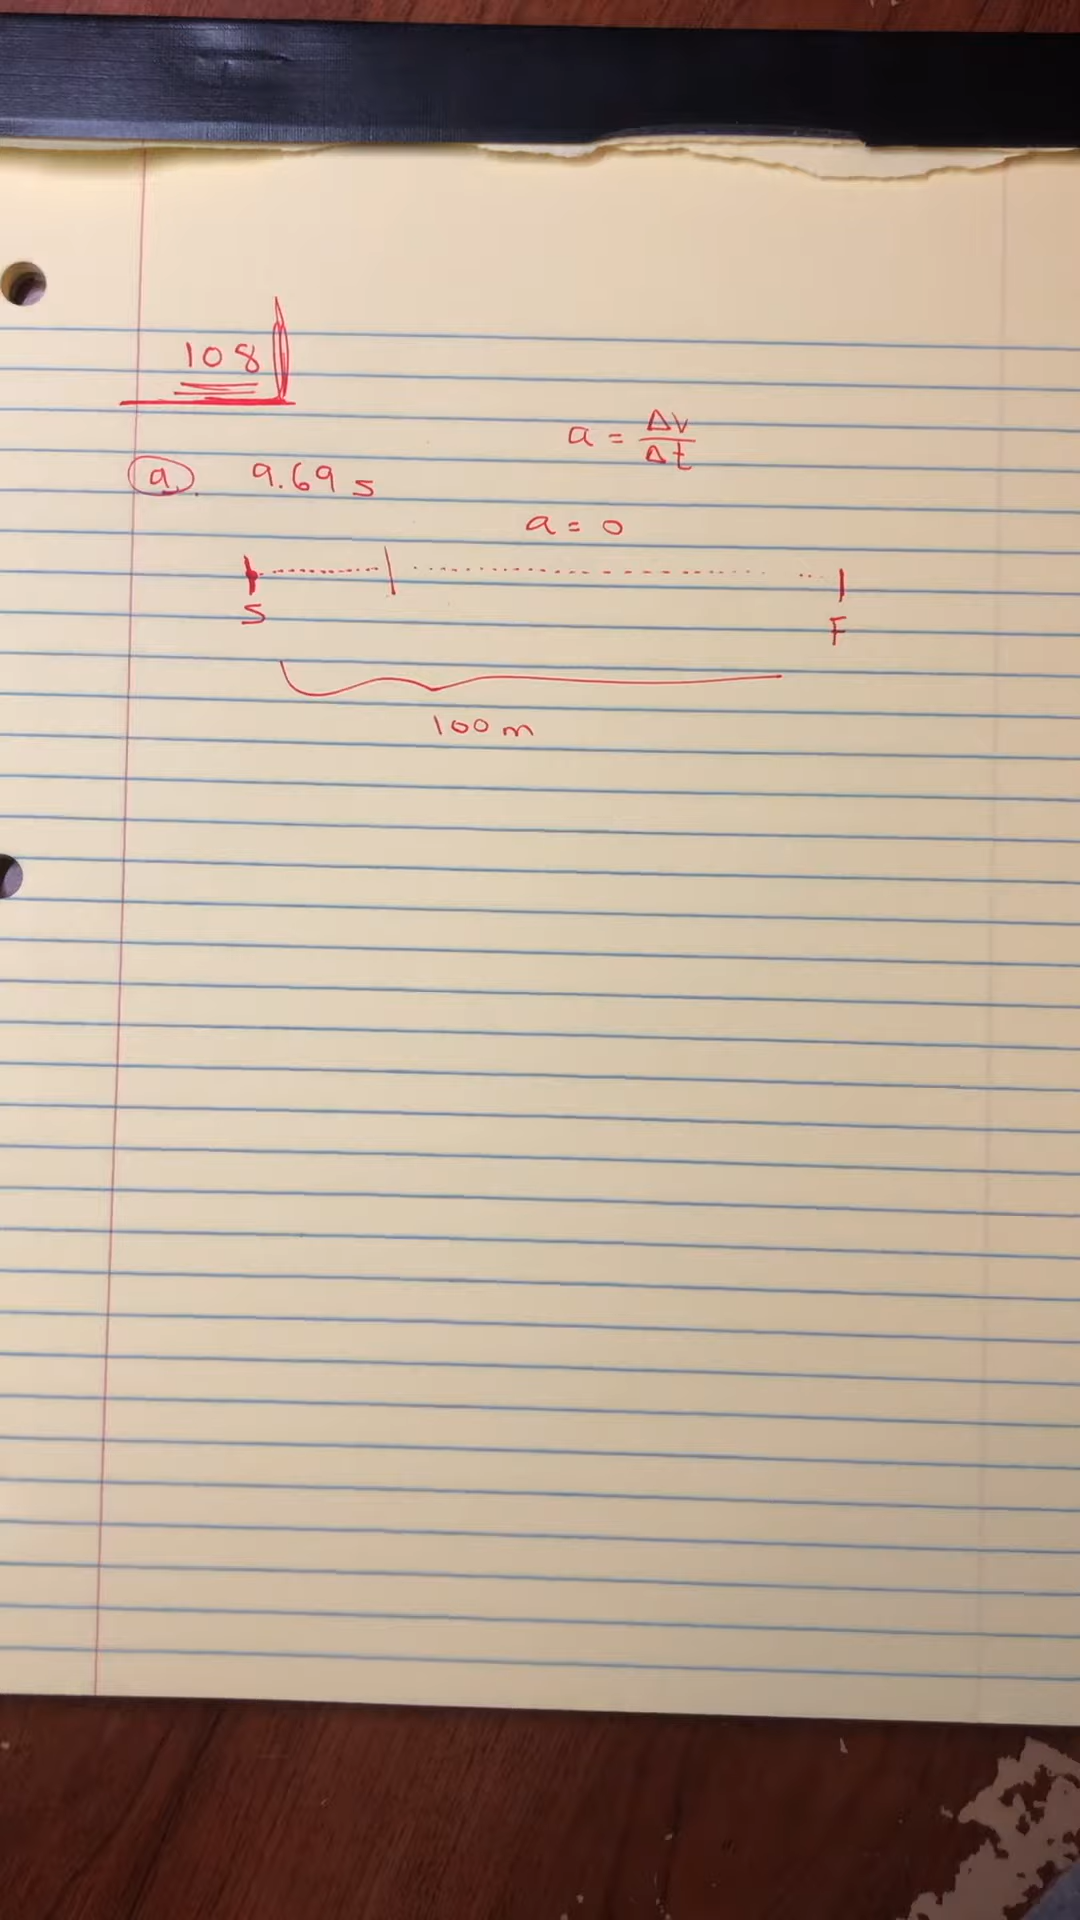 108
a = Δv/Δt
a. 9.69 s
a = 0
S F
100 m